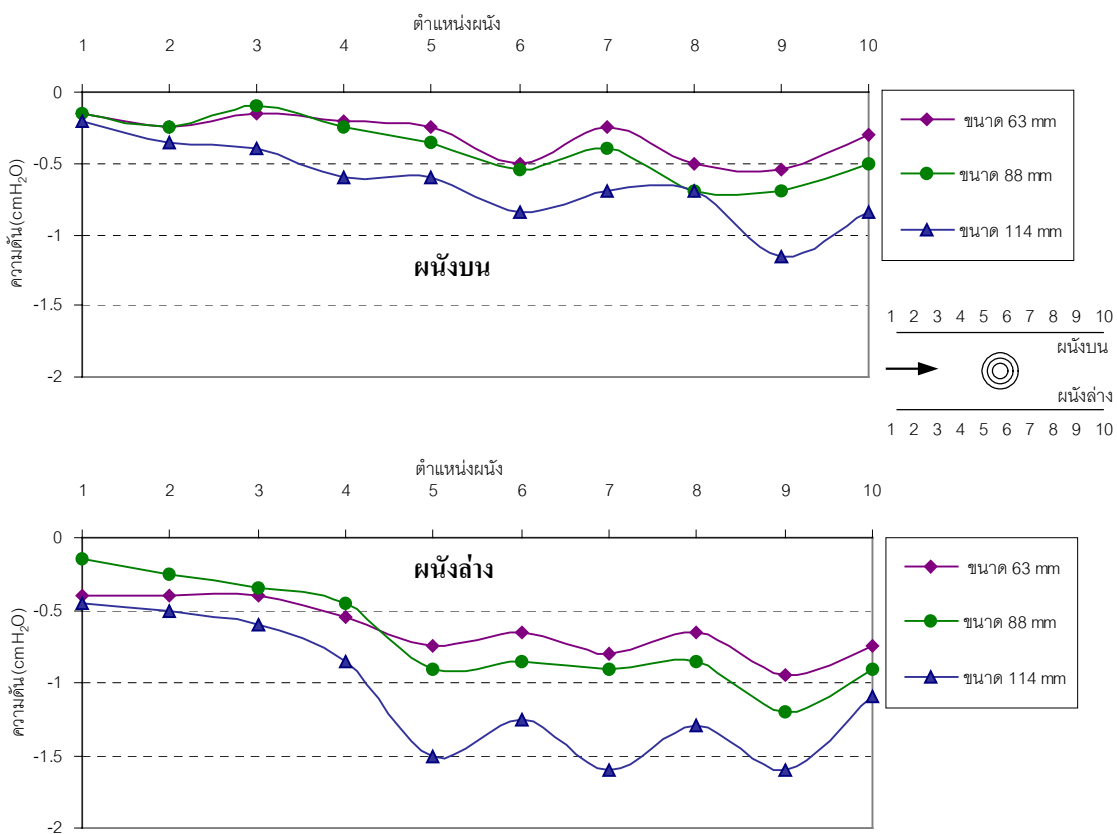 ตำแหน่งผนัง
1 2 3 4 5 6 7 8 9 10
0
-0.5
-1
-1.5
-2
ความดัน(cmH₂O)
ผนังบน
ขนาด 63 mm
ขนาด 88 mm
ขนาด 114 mm
1 2 3 4 5 6 7 8 9 10
ผนังบน
ผนังล่าง
1 2 3 4 5 6 7 8 9 10
ตำแหน่งผนัง
1 2 3 4 5 6 7 8 9 10
0
-0.5
-1
-1.5
-2
ความดัน(cmH₂O)
ผนังล่าง
ขนาด 63 mm
ขนาด 88 mm
ขนาด 114 mm